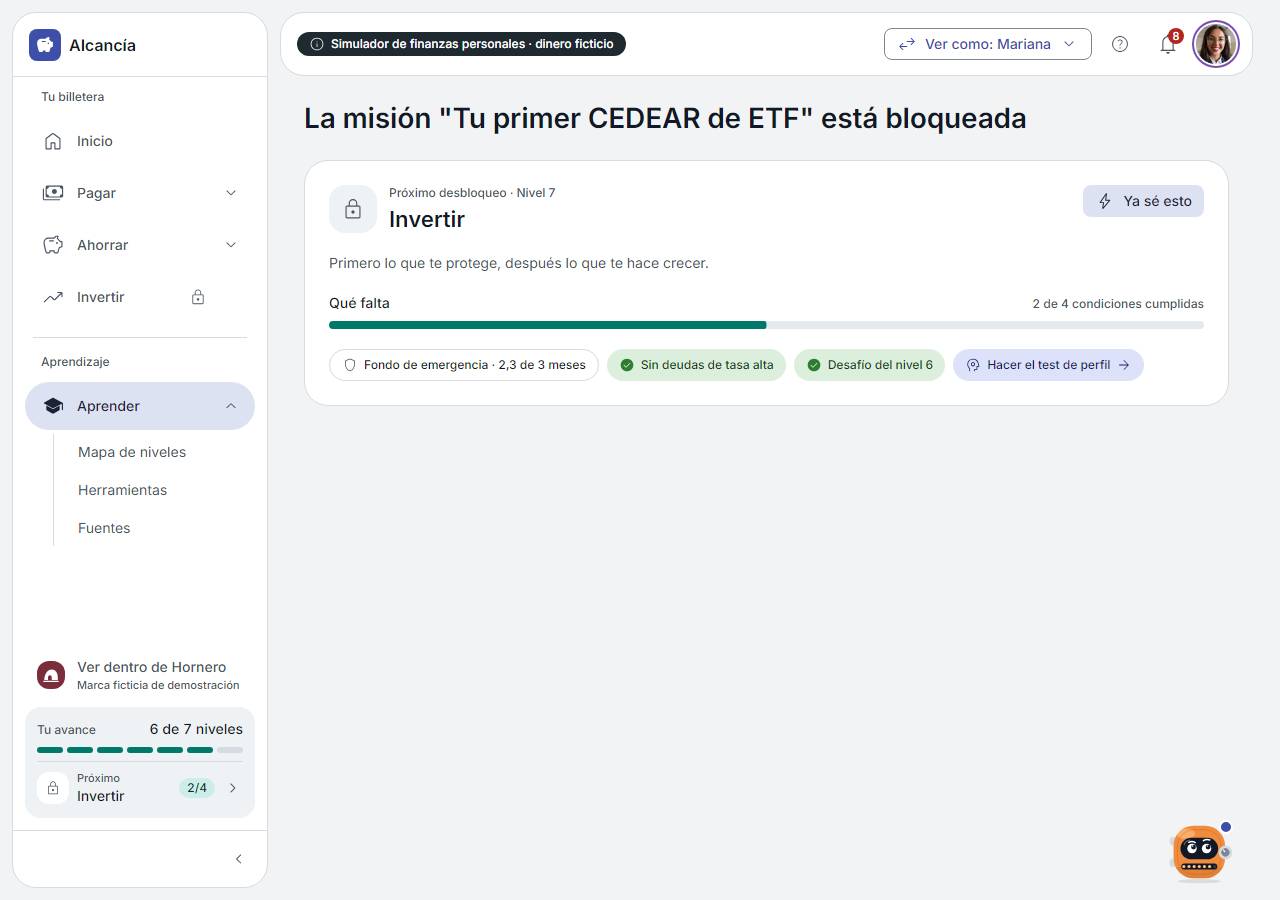 Alcancía
Simulador de finanzas personales · dinero ficticio
Ver como: Mariana
8
Tu billetera
Inicio
Pagar
Ahorrar
Invertir
Aprendizaje
Aprender
Mapa de niveles
Herramientas
Fuentes
Ver dentro de Hornero
Marca ficticia de demostración
Tu avance
6 de 7 niveles
Próximo
Invertir
2/4
La misión "Tu primer CEDEAR de ETF" está bloqueada
Próximo desbloqueo · Nivel 7
Invertir
Ya sé esto
Primero lo que te protege, después lo que te hace crecer.
Qué falta
2 de 4 condiciones cumplidas
Fondo de emergencia · 2,3 de 3 meses
Sin deudas de tasa alta
Desafío del nivel 6
Hacer el test de perfil